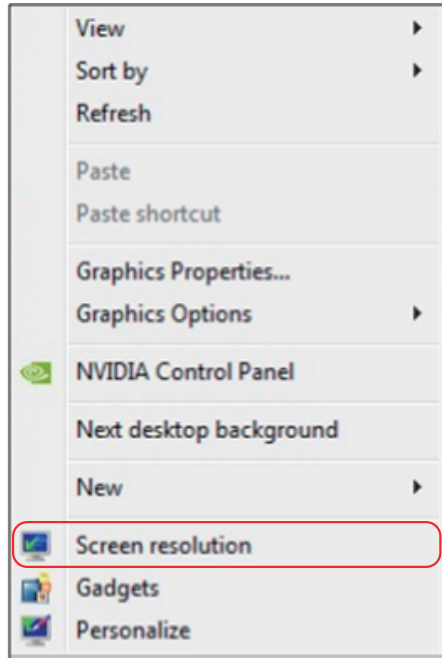 View
Sort by
Refresh
Paste
Paste shortcut
Graphics Properties...
Graphics Options
NVIDIA Control Panel
Next desktop background
New
Screen resolution
Gadgets
Personalize